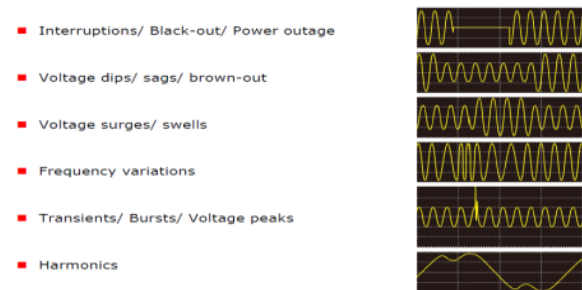 Interruptions/ Black-out/ Power outage
Voltage dips/ sags/ brown-out
Voltage surges/ swells
Frequency variations
Transients/ Bursts/ Voltage peaks
Harmonics